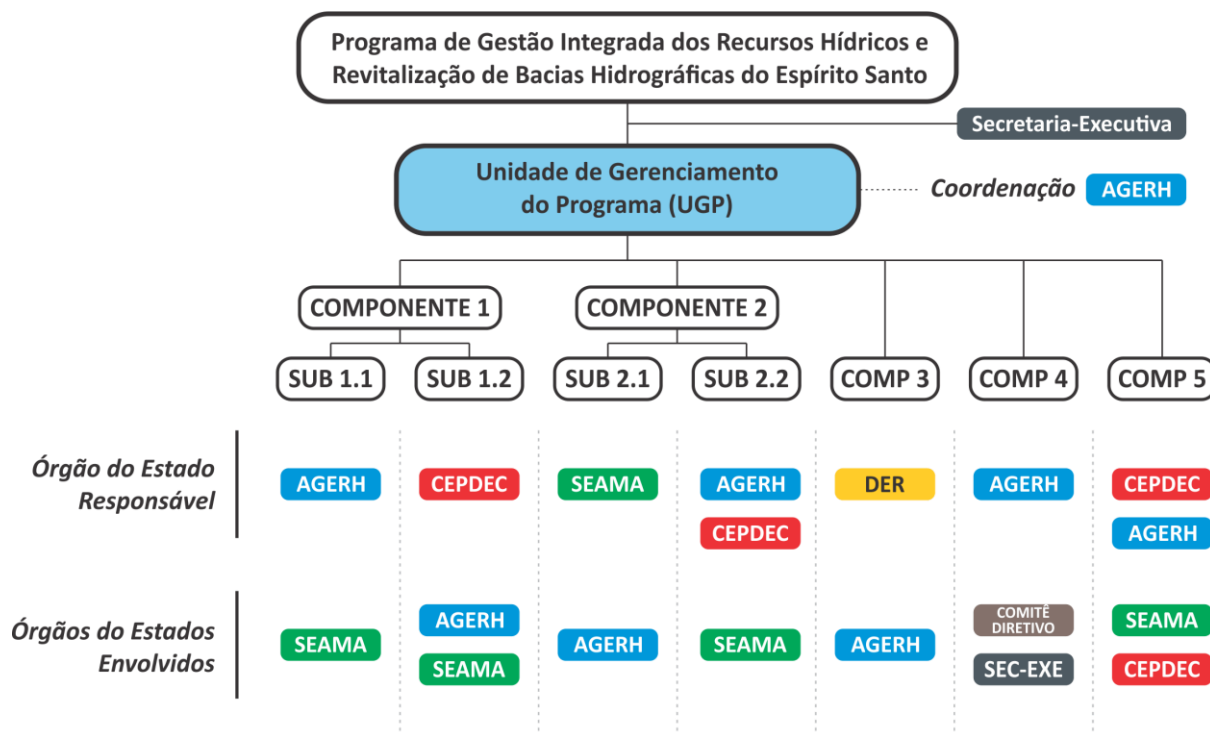 Programa de Gestão Integrada dos Recursos Hídricos e
Revitalização de Bacias Hidrográficas do Espírito Santo
Secretaria-Executiva
Unidade de Gerenciamento
do Programa (UGP)
Coordenação AGERH
COMPONENTE 1 COMPONENTE 2
SUB 1.1 SUB 1.2 SUB 2.1 SUB 2.2 COMP 3 COMP 4 COMP 5
Órgão do Estado
Responsável
AGERH CEPDEC SEAMA AGERH DER AGERH CEPDEC
CEPDEC AGERH
Órgãos do Estados
Envolvidos
AGERH COMITÊ DIRETIVO SEAMA
SEAMA AGERH SEAMA AGERH
SEAMA SEC-EXE CEPDEC